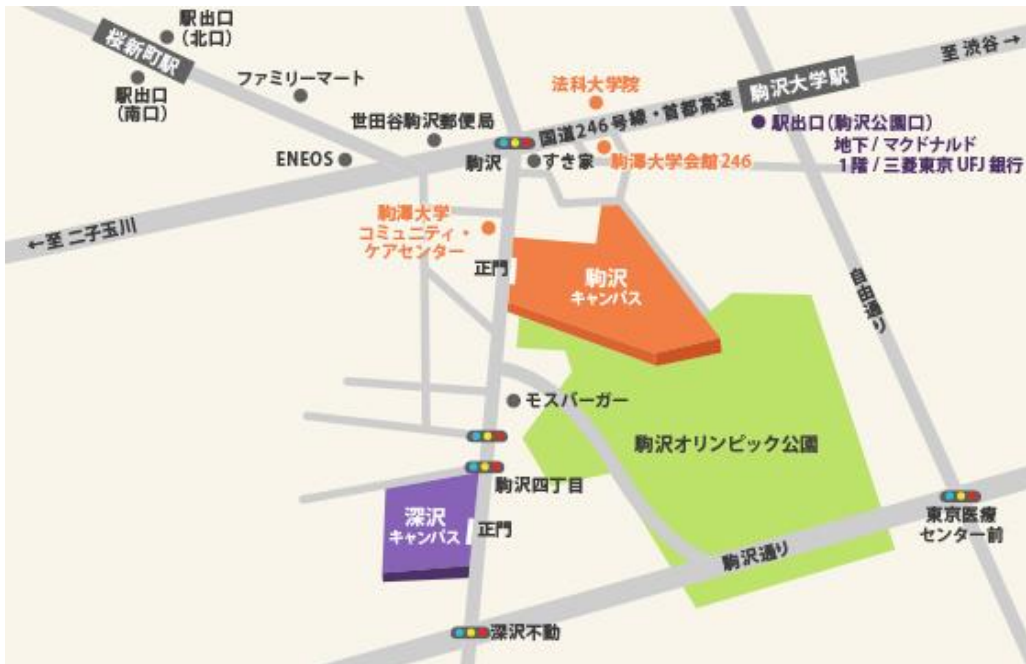 駅出口
(北口)
桜新町駅
駅出口
(南口)
ファミリーマート
世田谷駒沢郵便局
ENEOS
駒沢
すき家
法科大学院
国道246号線・首都高速
駒沢大学駅
至 渋谷→
駅出口(駒沢公園口)
地下/マクドナルド
1階/三菱東京UFJ銀行
駒澤大学会館246
←至 二子玉川
駒澤大学
コミュニティ・
ケアセンター
正門
駒沢
キャンパス
自由通り
モスバーガー
駒沢オリンピック公園
駒沢四丁目
深沢
キャンパス
正門
東京医療
センター前
駒沢通り
深沢不動